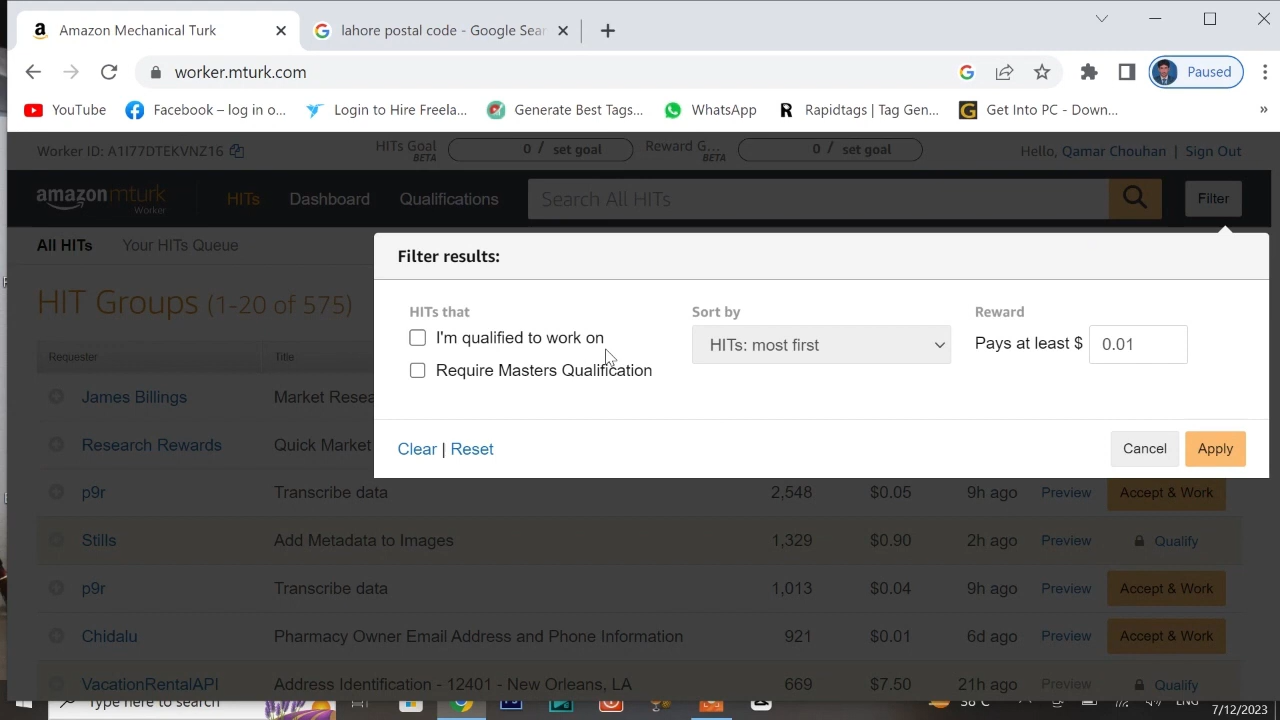 Amazon Mechanical Turk
lahore postal code - Google Sear
worker.mturk.com
Paused
YouTube
Facebook – log in o...
Login to Hire Freela...
Generate Best Tags...
WhatsApp
Rapidtags | Tag Gen...
Get Into PC - Down...
»
Worker ID: A1I77DTEKVNZ16
HITs Goal
BETA
0 / set goal
Reward G...
BETA
0 / set goal
Hello, Qamar Chouhan | Sign Out
amazonmturk
Worker
HITs
Dashboard
Qualifications
Search All HITs
Filter
All HITs
Your HITs Queue
Filter results:
HIT Groups (1-20 of 575)
HITs that
Sort by
Reward
I'm qualified to work on
HITs: most first
Pays at least $ 0.01
Require Masters Qualification
Clear | Reset
Cancel
Apply
Requester
Title
James Billings
Market Resea
Research Rewards
Quick Market
p9r Transcribe data 2,548 $0.05 9h ago Preview Accept & Work
Stills Add Metadata to Images 1,329 $0.90 2h ago Preview Qualify
p9r Transcribe data 1,013 $0.04 9h ago Preview Accept & Work
Chidalu Pharmacy Owner Email Address and Phone Information 921 $0.01 6d ago Preview Accept & Work
VacationRentalAPI Address Identification - 12401 - New Orleans, LA 669 $7.50 21h ago Preview Qualify
Type here to search
7/12/2023